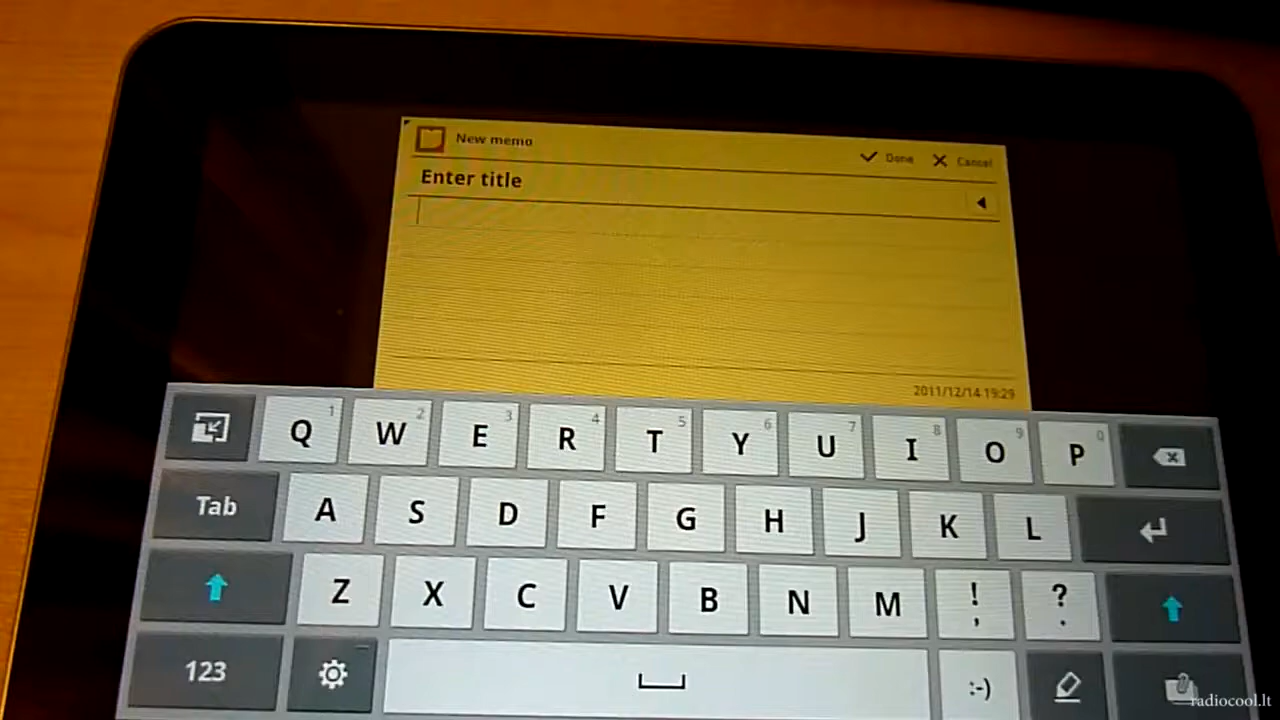 New memo
Done Cancel
Enter title
2011/12/14 19:29
Q 1 W 2 E 3 R 4 T 5 Y 6 U 7 I 8 O 9 P 0
Tab A S D F G H J K L
Z X C V B N M ! , ? .
123 :-)
radiocool.lt